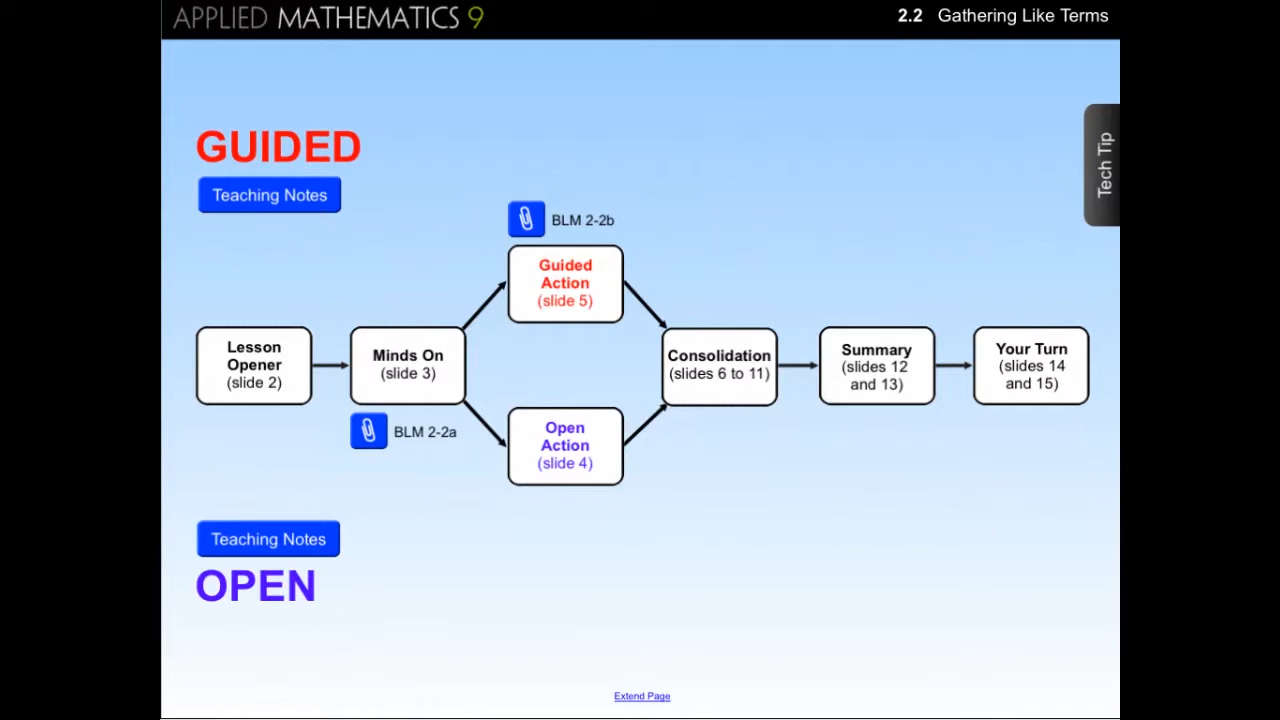 APPLIED MATHEMATICS 9
2.2 Gathering Like Terms
Tech Tip
GUIDED
Teaching Notes
BLM 2-2b
Guided
Action
(slide 5)
Lesson
Opener
(slide 2)
Minds On
(slide 3)
BLM 2-2a
Open
Action
(slide 4)
Consolidation
(slides 6 to 11)
Summary
(slides 12
and 13)
Your Turn
(slides 14
and 15)
Teaching Notes
OPEN
Extend Page